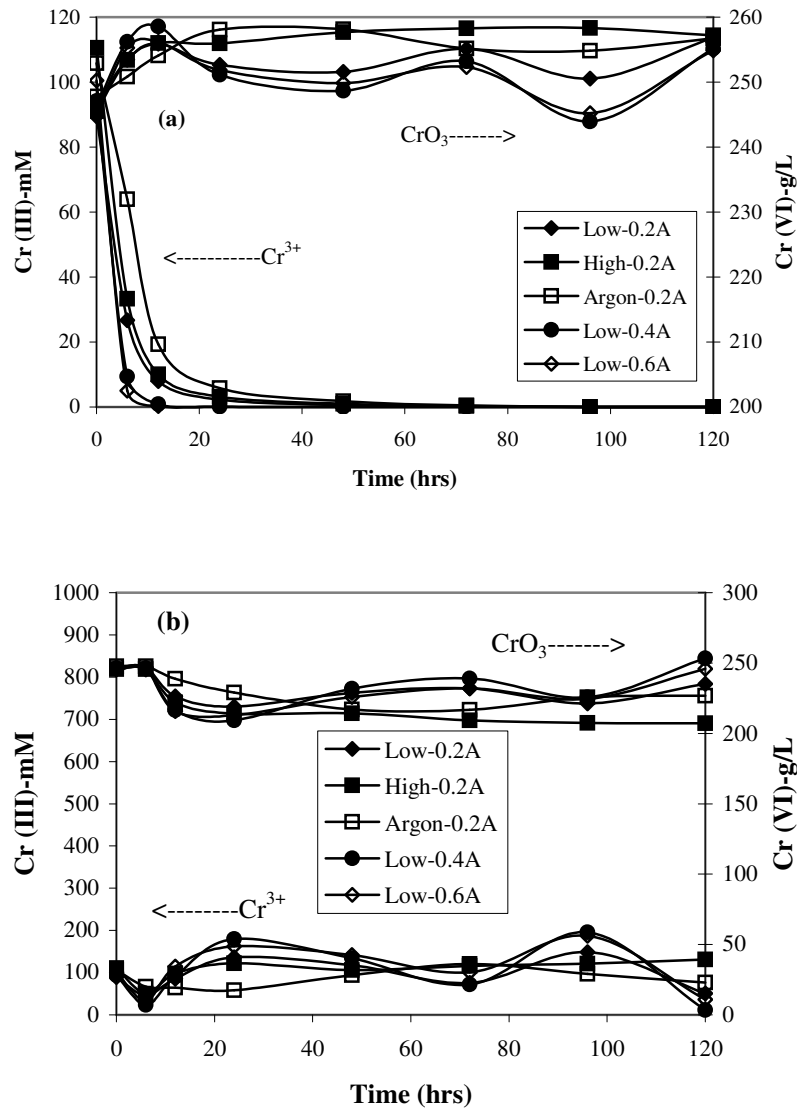 120
100
80
60
40
20
0
Cr (III)-mM
(a)
CrO3------->
<---------Cr3+
Low-0.2A
High-0.2A
Argon-0.2A
Low-0.4A
Low-0.6A
260
250
240
230
220
210
200
Cr (VI)-g/L
0
20
40
60
80
100
120
Time (hrs)
1000
900
800
700
600
500
400
300
200
100
0
Cr (III)-mM
(b)
CrO3------>
Low-0.2A
High-0.2A
Argon-0.2A
Low-0.4A
Low-0.6A
<--------Cr3+
300
250
200
150
100
50
0
Cr (VI)-g/L
0
20
40
60
80
100
120
Time (hrs)